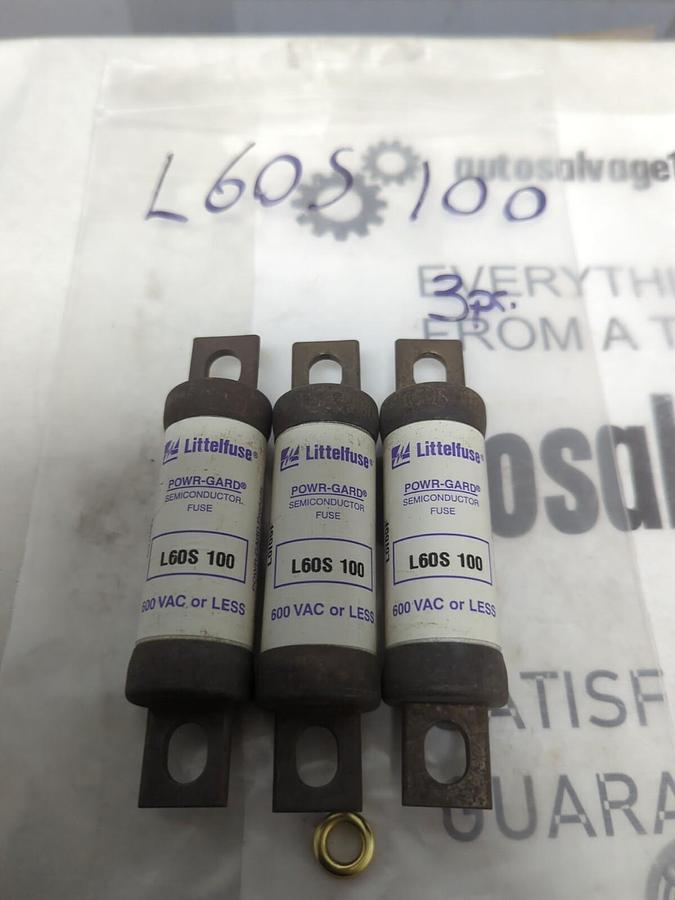 L60S 100
autosalvage1
EVERYTHI
3pc.
FROM A T
tosal
Littelfuse®
POWR-GARD®
SEMICONDUCTOR
FUSE
L60S 100
600 VAC or LESS
Littelfuse®
POWR-GARD®
SEMICONDUCTOR
FUSE
L60S 100
600 VAC or LESS
Littelfuse®
POWR-GARD®
SEMICONDUCTOR
FUSE
L60S 100
600 VAC or LESS
ATISF
GUARA